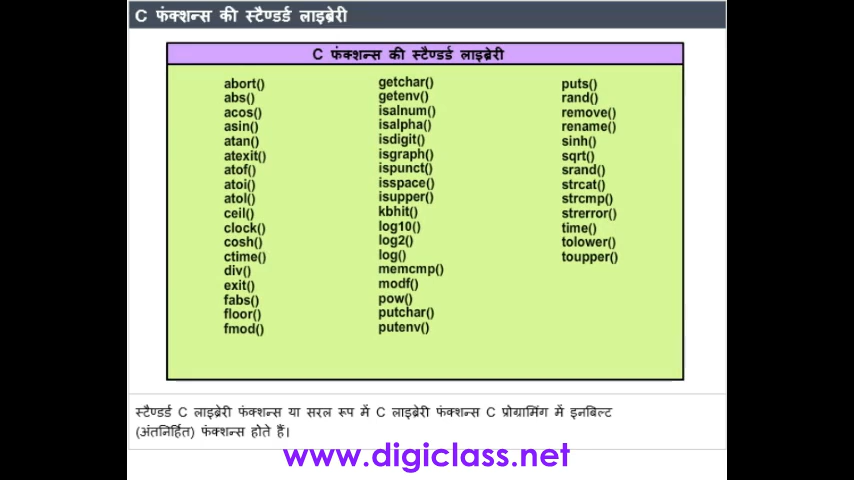 C फंक्शन्स की स्टैण्डर्ड लाइब्रेरी
C फंक्शन्स की स्टैण्डर्ड लाइब्रेरी
abort()
abs()
acos()
asin()
atan()
atexit()
atof()
atoi()
atol()
ceil()
clock()
cosh()
ctime()
div()
exit()
fabs()
floor()
fmod()
getchar()
getenv()
isalnum()
isalpha()
isdigit()
isgraph()
ispunct()
isspace()
isupper()
kbhit()
log10()
log2()
log()
memcmp()
modf()
pow()
putchar()
putenv()
puts()
rand()
remove()
rename()
sinh()
sqrt()
srand()
strcat()
strcmp()
strerror()
time()
tolower()
toupper()
स्टैण्डर्ड C लाइब्रेरी फंक्शन्स या सरल रूप में C लाइब्रेरी फंक्शन्स C प्रोग्रामिंग में इनबिल्ट
(अंतनिर्हित) फंक्शन्स होते हैं।
www.digiclass.net